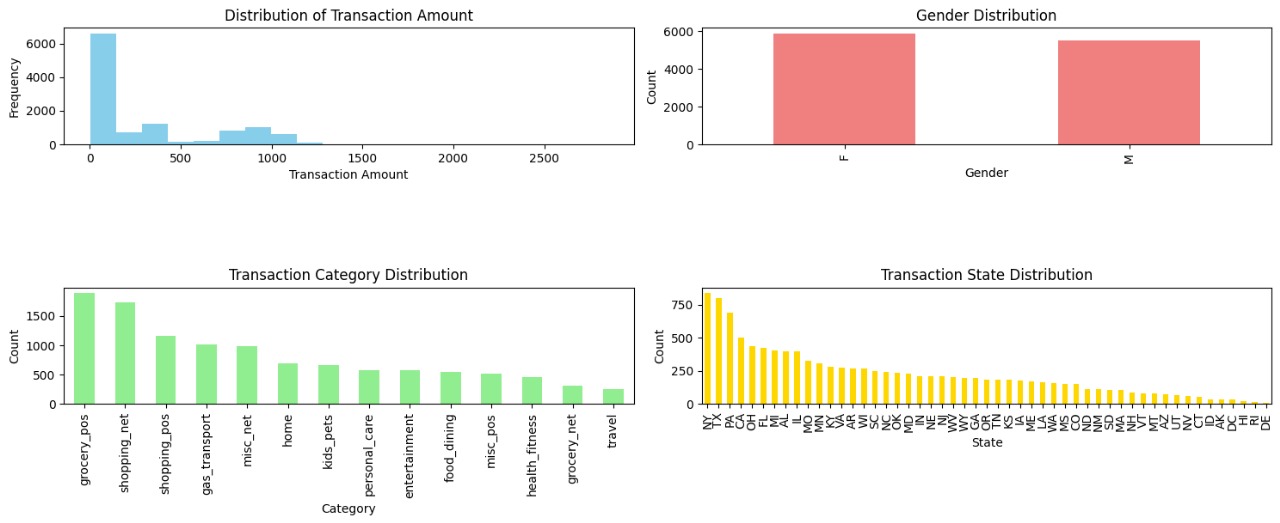 Distribution of Transaction Amount
6000
4000
2000
0
Frequency
0 500 1000 1500 2000 2500
Transaction Amount
Gender Distribution
6000
4000
2000
0
Count
F M
Gender
Transaction Category Distribution
1500
1000
500
0
Count
grocery_pos shopping_net shopping_pos gas_transport misc_net home kids_pets personal_care entertainment food_dining misc_pos health_fitness grocery_net travel
Category
Transaction State Distribution
750
500
250
0
Count
NY TX PA CA OH FL MI AL IL MO MN KY VA AR WI SC NC OK MD IN NE NJ WV WY GA OR TN KS IA ME LA WA MS CO ND NM SD MA NH VT MT AZ UT NV CT ID AK DC HI RI DE
State